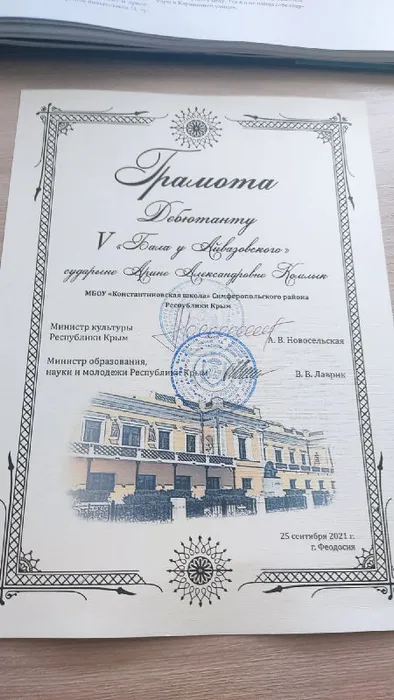 Грамота
Дебютанту
V «Бала у Айвазовского»
сударыне Арине Александровне Комлык
МБОУ «Константиновская школа» Симферопольского района
Республики Крым
Министр культуры
Республики Крым
А. В. Новосельская
Министр образования,
науки и молодежи Республики Крым
В. В. Лаврик
25 сентября 2021 г.
г. Феодосия